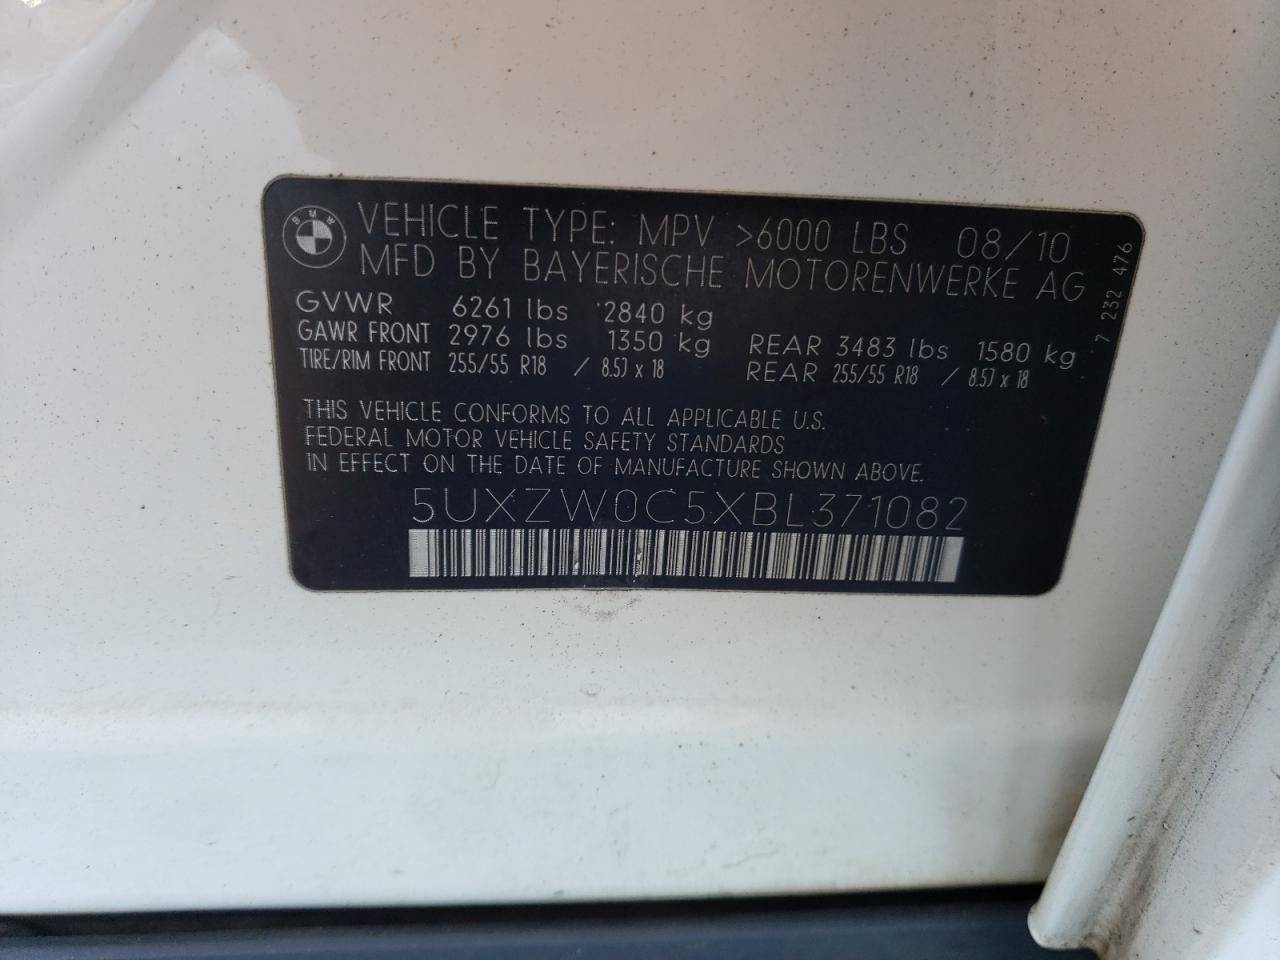 BMW
VEHICLE TYPE: MPV >6000 LBS 08/10
MFD BY BAYERISCHE MOTORENWERKE AG
GVWR 6261 lbs 2840 kg
GAWR FRONT 2976 lbs 1350 kg REAR 3483 lbs 1580 kg
TIRE/RIM FRONT 255/55 R18 / 8.5J x 18 REAR 255/55 R18 / 8.5J x 18
THIS VEHICLE CONFORMS TO ALL APPLICABLE U.S.
FEDERAL MOTOR VEHICLE SAFETY STANDARDS
IN EFFECT ON THE DATE OF MANUFACTURE SHOWN ABOVE.
5UXZW0C5XBL371082
7 232 476